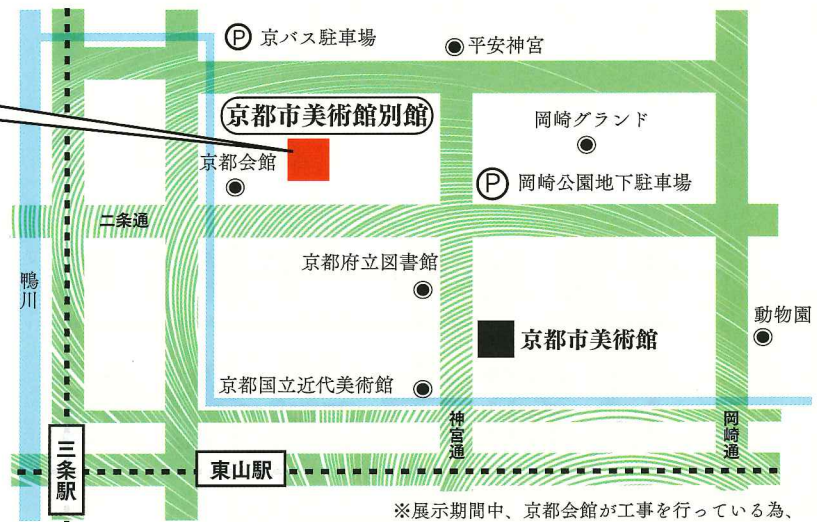 Ⓟ 京バス駐車場
平安神宮
京都市美術館別館
岡崎グランド
京都会館
Ⓟ 岡崎公園地下駐車場
二条通
京都府立図書館
鴨川
動物園
京都市美術館
京都国立近代美術館
神宮通
岡崎通
三条駅
東山駅
※展示期間中、京都会館が工事を行っている為、